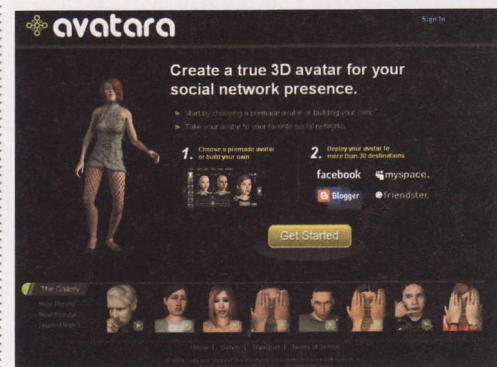 avatara
Sign In
Create a true 3D avatar for your
social network presence.
Start by choosing a premade avatar or building your own.
Take your avatar to your favorite social networks.
1. Choose a premade avatar
or build your own
2. Deploy your avatar to
more than 30 destinations
facebook
myspace.
Blogger
friendster.
Get Started
The Gallery
Most Popular
Home | Gallery | Transport | Terms of Service